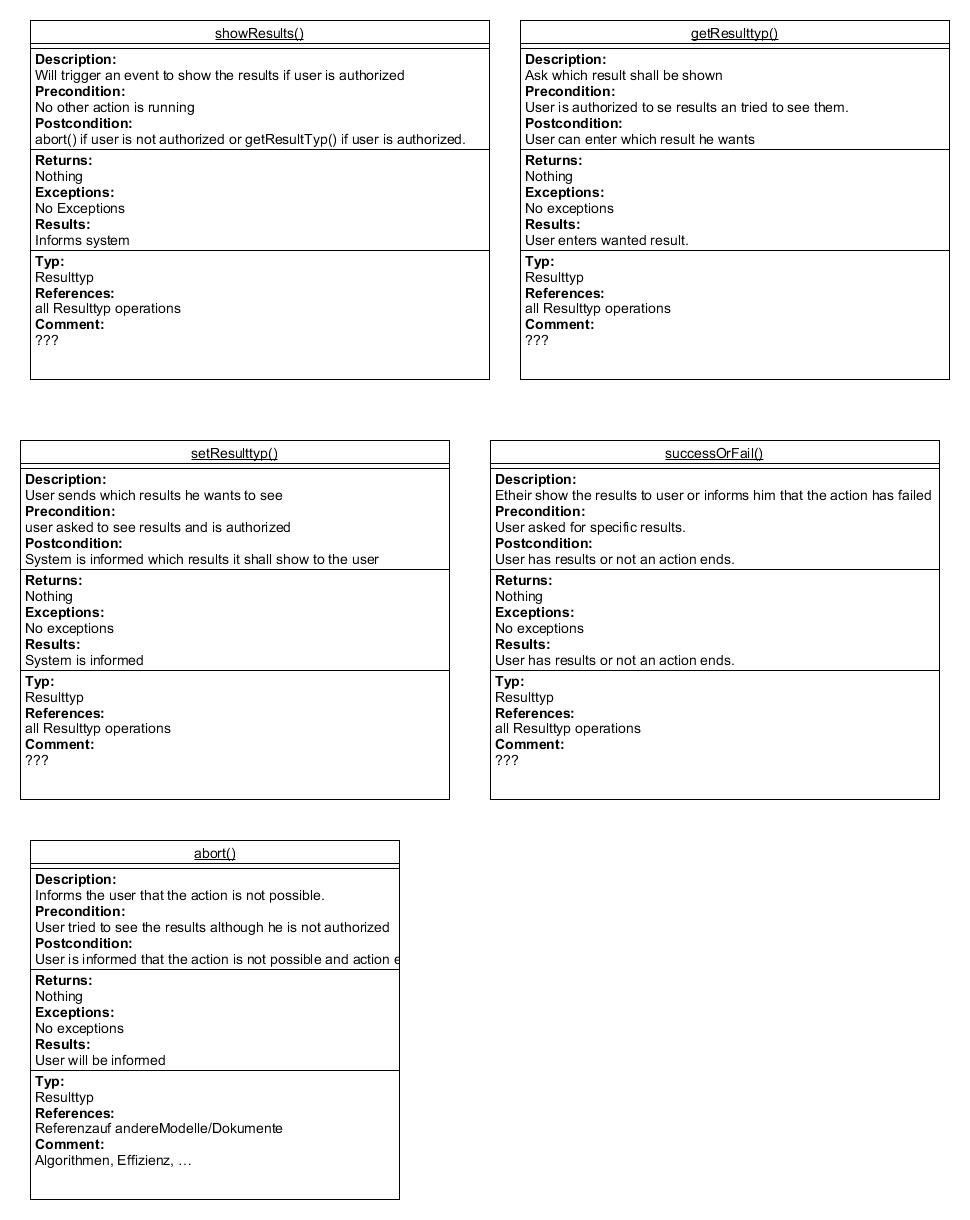 showResults()
Description:
Will trigger an event to show the results if user is authorized
Precondition:
No other action is running
Postcondition:
abort() if user is not authorized or getResultTyp() if user is authorized.
Returns:
Nothing
Exceptions:
No Exceptions
Results:
Informs system
Typ:
Resulttyp
References:
all Resulttyp operations
Comment:
???
getResulttyp()
Description:
Ask which result shall be shown
Precondition:
User is authorized to se results an tried to see them.
Postcondition:
User can enter which result he wants
Returns:
Nothing
Exceptions:
No exceptions
Results:
User enters wanted result.
Typ:
Resulttyp
References:
all Resulttyp operations
Comment:
???
setResulttyp()
Description:
User sends which results he wants to see
Precondition:
user asked to see results and is authorized
Postcondition:
System is informed which results it shall show to the user
Returns:
Nothing
Exceptions:
No exceptions
Results:
System is informed
Typ:
Resulttyp
References:
all Resulttyp operations
Comment:
???
successOrFail()
Description:
Etheir show the results to user or informs him that the action has failed
Precondition:
User asked for specific results.
Postcondition:
User has results or not an action ends.
Returns:
Nothing
Exceptions:
No exceptions
Results:
User has results or not an action ends.
Typ:
Resulttyp
References:
all Resulttyp operations
Comment:
???
abort()
Description:
Informs the user that the action is not possible.
Precondition:
User tried to see the results although he is not authorized
Postcondition:
User is informed that the action is not possible and action
Returns:
Nothing
Exceptions:
No exceptions
Results:
User will be informed
Typ:
Resulttyp
References:
Referenzauf andereModelle/Dokumente
Comment:
Algorithmen, Effizienz, …